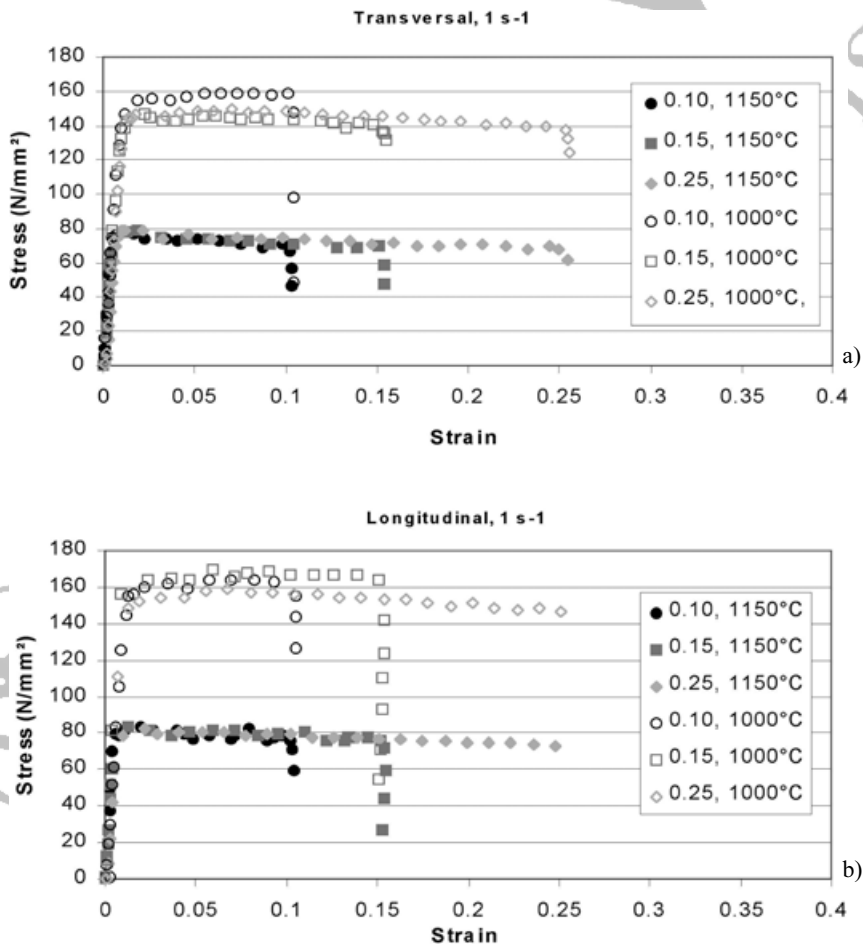 Transversal, 1 s-1
180
160
140
120
100
80
60
40
20
0
Stress (N/mm²)
0.10, 1150°C
0.15, 1150°C
0.25, 1150°C
0.10, 1000°C
0.15, 1000°C
0.25, 1000°C,
0 0.05 0.1 0.15 0.2 0.25 0.3 0.35 0.4
Strain
a)
Longitudinal, 1 s-1
180
160
140
120
100
80
60
40
20
0
Stress (N/mm²)
0.10, 1150°C
0.15, 1150°C
0.25, 1150°C
0.10, 1000°C
0.15, 1000°C
0.25, 1000°C
0 0.05 0.1 0.15 0.2 0.25 0.3 0.35 0.4
Strain
b)